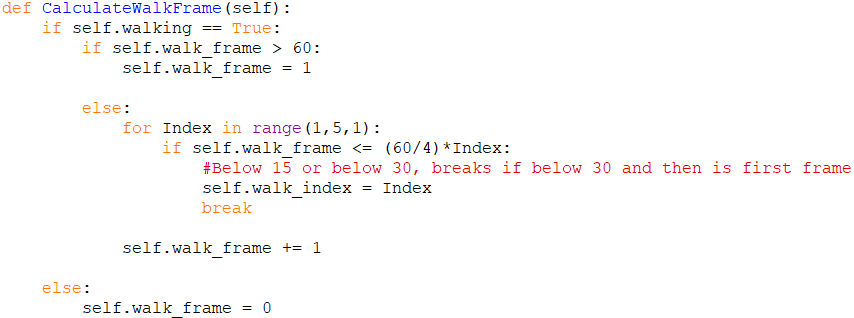 def CalculateWalkFrame(self):
    if self.walking == True:
        if self.walk_frame > 60:
            self.walk_frame = 1

        else:
            for Index in range(1,5,1):
                if self.walk_frame <= (60/4)*Index:
                    #Below 15 or below 30, breaks if below 30 and then is first frame
                    self.walk_index = Index
                    break

            self.walk_frame += 1

    else:
        self.walk_frame = 0